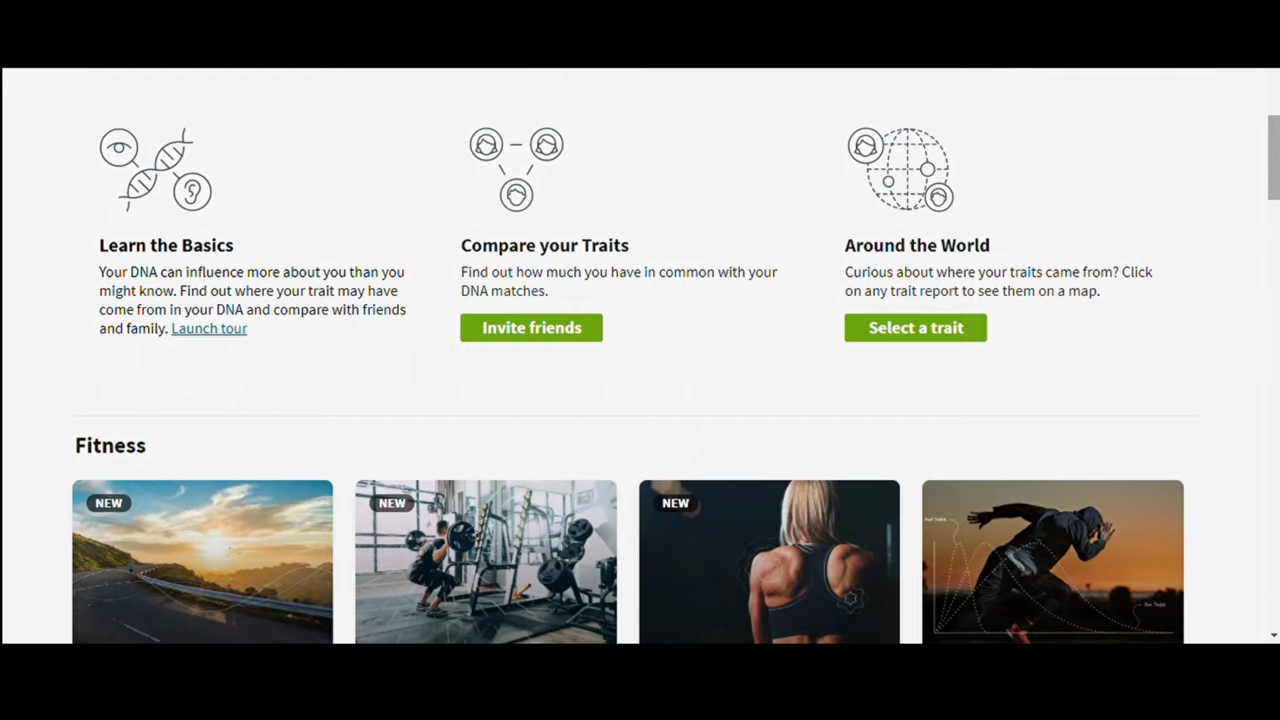 Learn the Basics
Your DNA can influence more about you than you
might know. Find out where your trait may have
come from in your DNA and compare with friends
and family. Launch tour
Compare your Traits
Find out how much you have in common with your
DNA matches.
Invite friends
Around the World
Curious about where your traits came from? Click
on any trait report to see them on a map.
Select a trait
Fitness
NEW
NEW
NEW